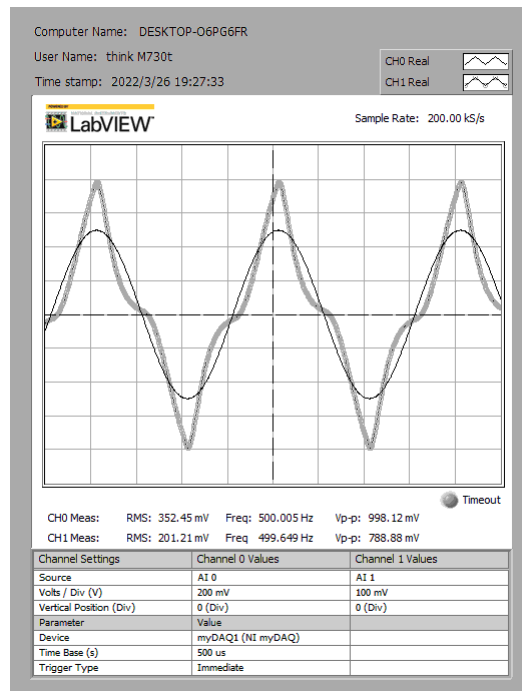 Computer Name: DESKTOP-O6PG6FR
User Name: think M730t
Time stamp: 2022/3/26 19:27:33
CH0 Real
CH1 Real
POWERED BY
NATIONAL INSTRUMENTS
LabVIEW
Sample Rate: 200.00 kS/s
Timeout
CH0 Meas: RMS: 352.45 mV Freq: 500.005 Hz Vp-p: 998.12 mV
CH1 Meas: RMS: 201.21 mV Freq 499.649 Hz Vp-p: 788.88 mV
Channel Settings Channel 0 Values Channel 1 Values
Source AI 0 AI 1
Volts / Div (V) 200 mV 100 mV
Vertical Position (Div) 0 (Div) 0 (Div)
Parameter Value
Device myDAQ1 (NI myDAQ)
Time Base (s) 500 us
Trigger Type Immediate